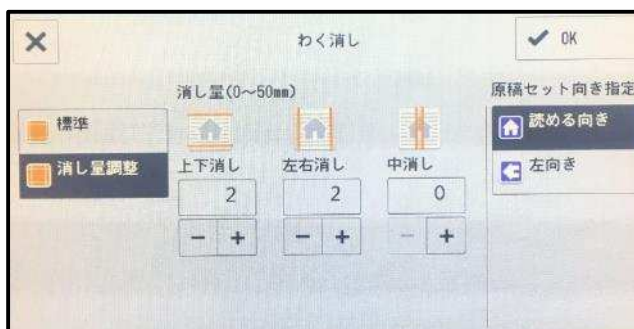 わく消し
OK
消し量(0～50mm)
原稿セット向き指定
標準
消し量調整
上下消し
左右消し
中消し
2
2
0
− +
− +
− +
読める向き
左向き